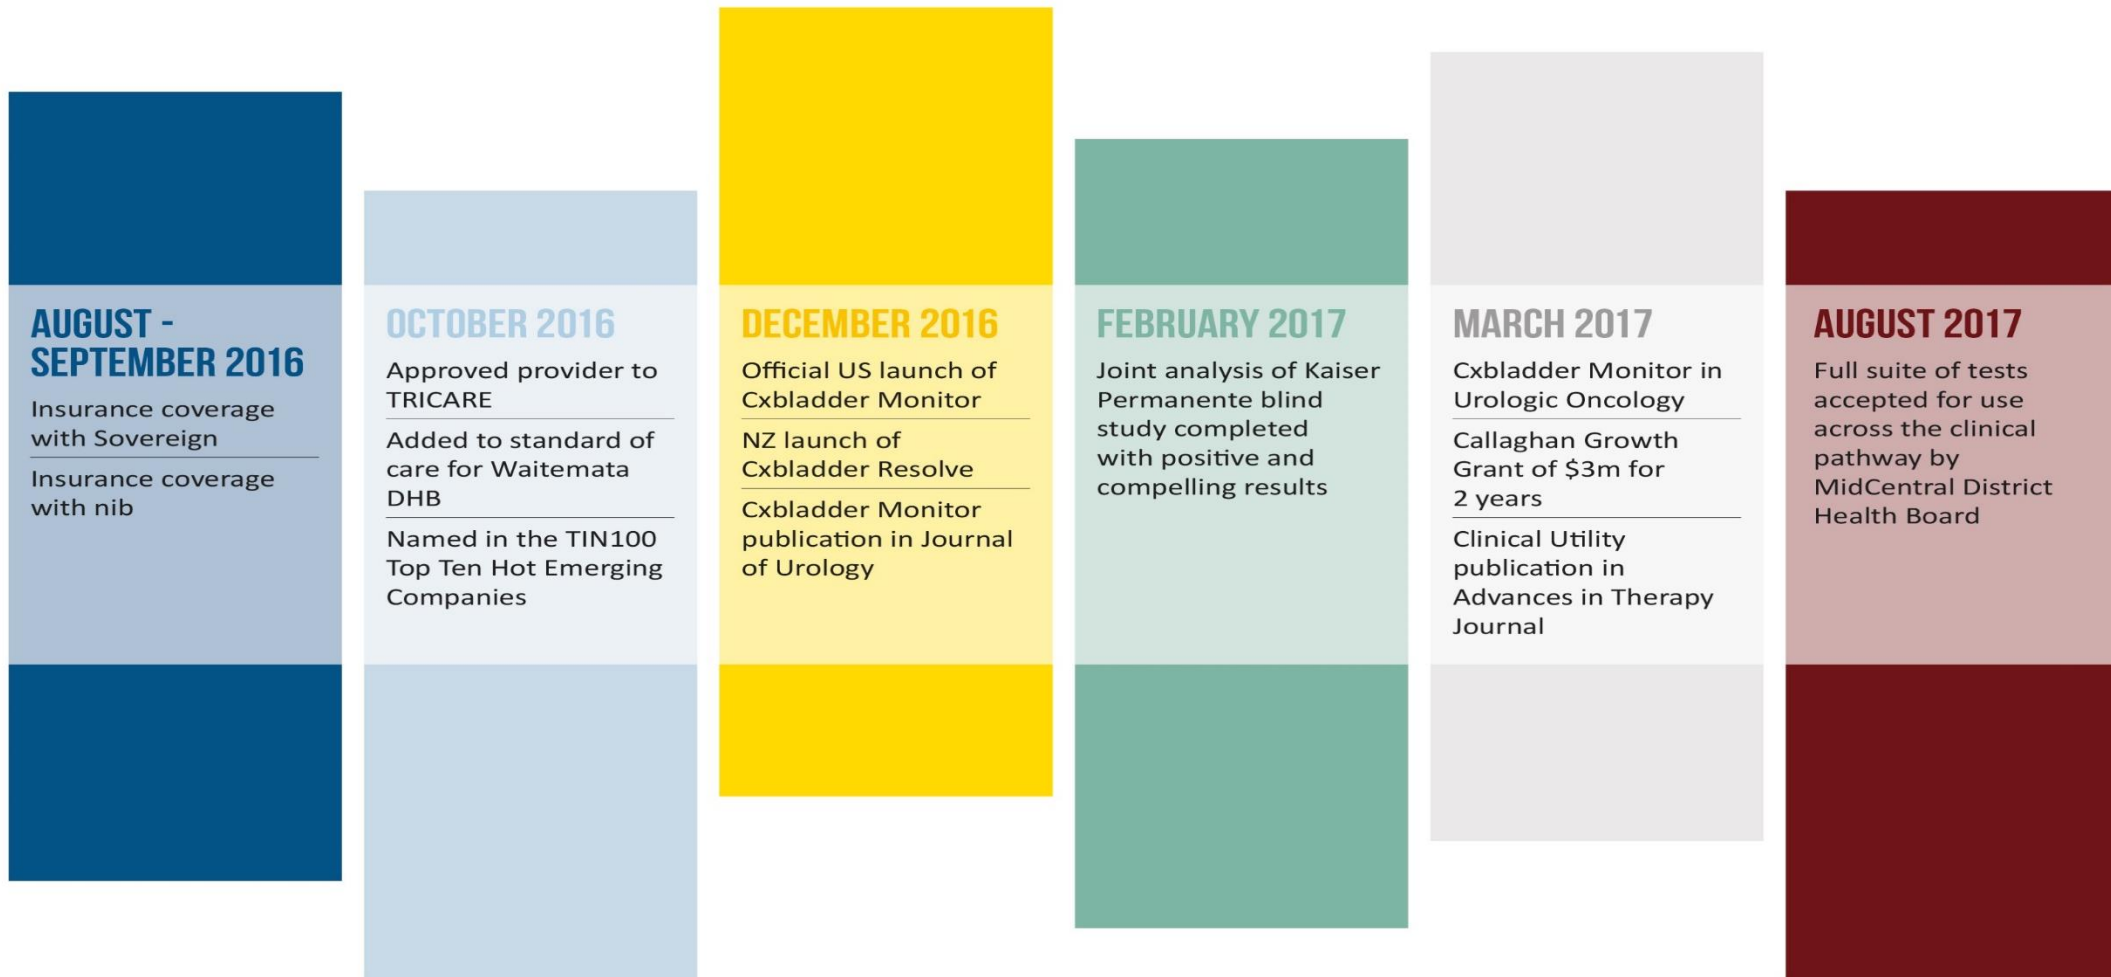 AUGUST -
SEPTEMBER 2016
Insurance coverage
with Sovereign
Insurance coverage
with nib
OCTOBER 2016
Approved provider to
TRICARE
Added to standard of
care for Waitemata
DHB
Named in the TIN100
Top Ten Hot Emerging
Companies
DECEMBER 2016
Official US launch of
Cxbladder Monitor
NZ launch of
Cxbladder Resolve
Cxbladder Monitor
publication in Journal
of Urology
FEBRUARY 2017
Joint analysis of Kaiser
Permanente blind
study completed
with positive and
compelling results
MARCH 2017
Cxbladder Monitor in
Urologic Oncology
Callaghan Growth
Grant of $3m for
2 years
Clinical Utility
publication in
Advances in Therapy
Journal
AUGUST 2017
Full suite of tests
accepted for use
across the clinical
pathway by
MidCentral District
Health Board